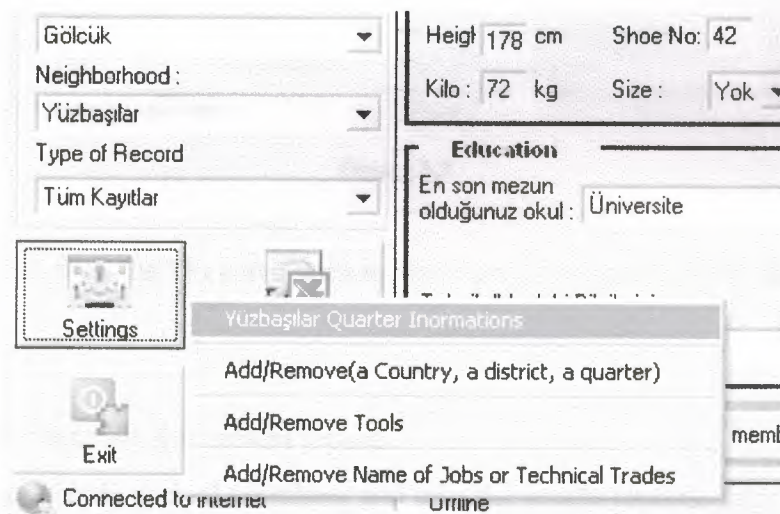 Gölcük
Neighborhood :
Yüzbaşılar
Type of Record
Tüm Kayıtlar
Settings
Exit
Connected to internet
Heigl 178 cm Shoe No: 42
Kilo : 72 kg Size : Yok
Education
En son mezun
olduğunuz okul : Üniversite
Yüzbaşılar Quarter Inormations
Add/Remove(a Country, a district, a quarter)
Add/Remove Tools
Add/Remove Name of Jobs or Technical Trades
memb
Offline